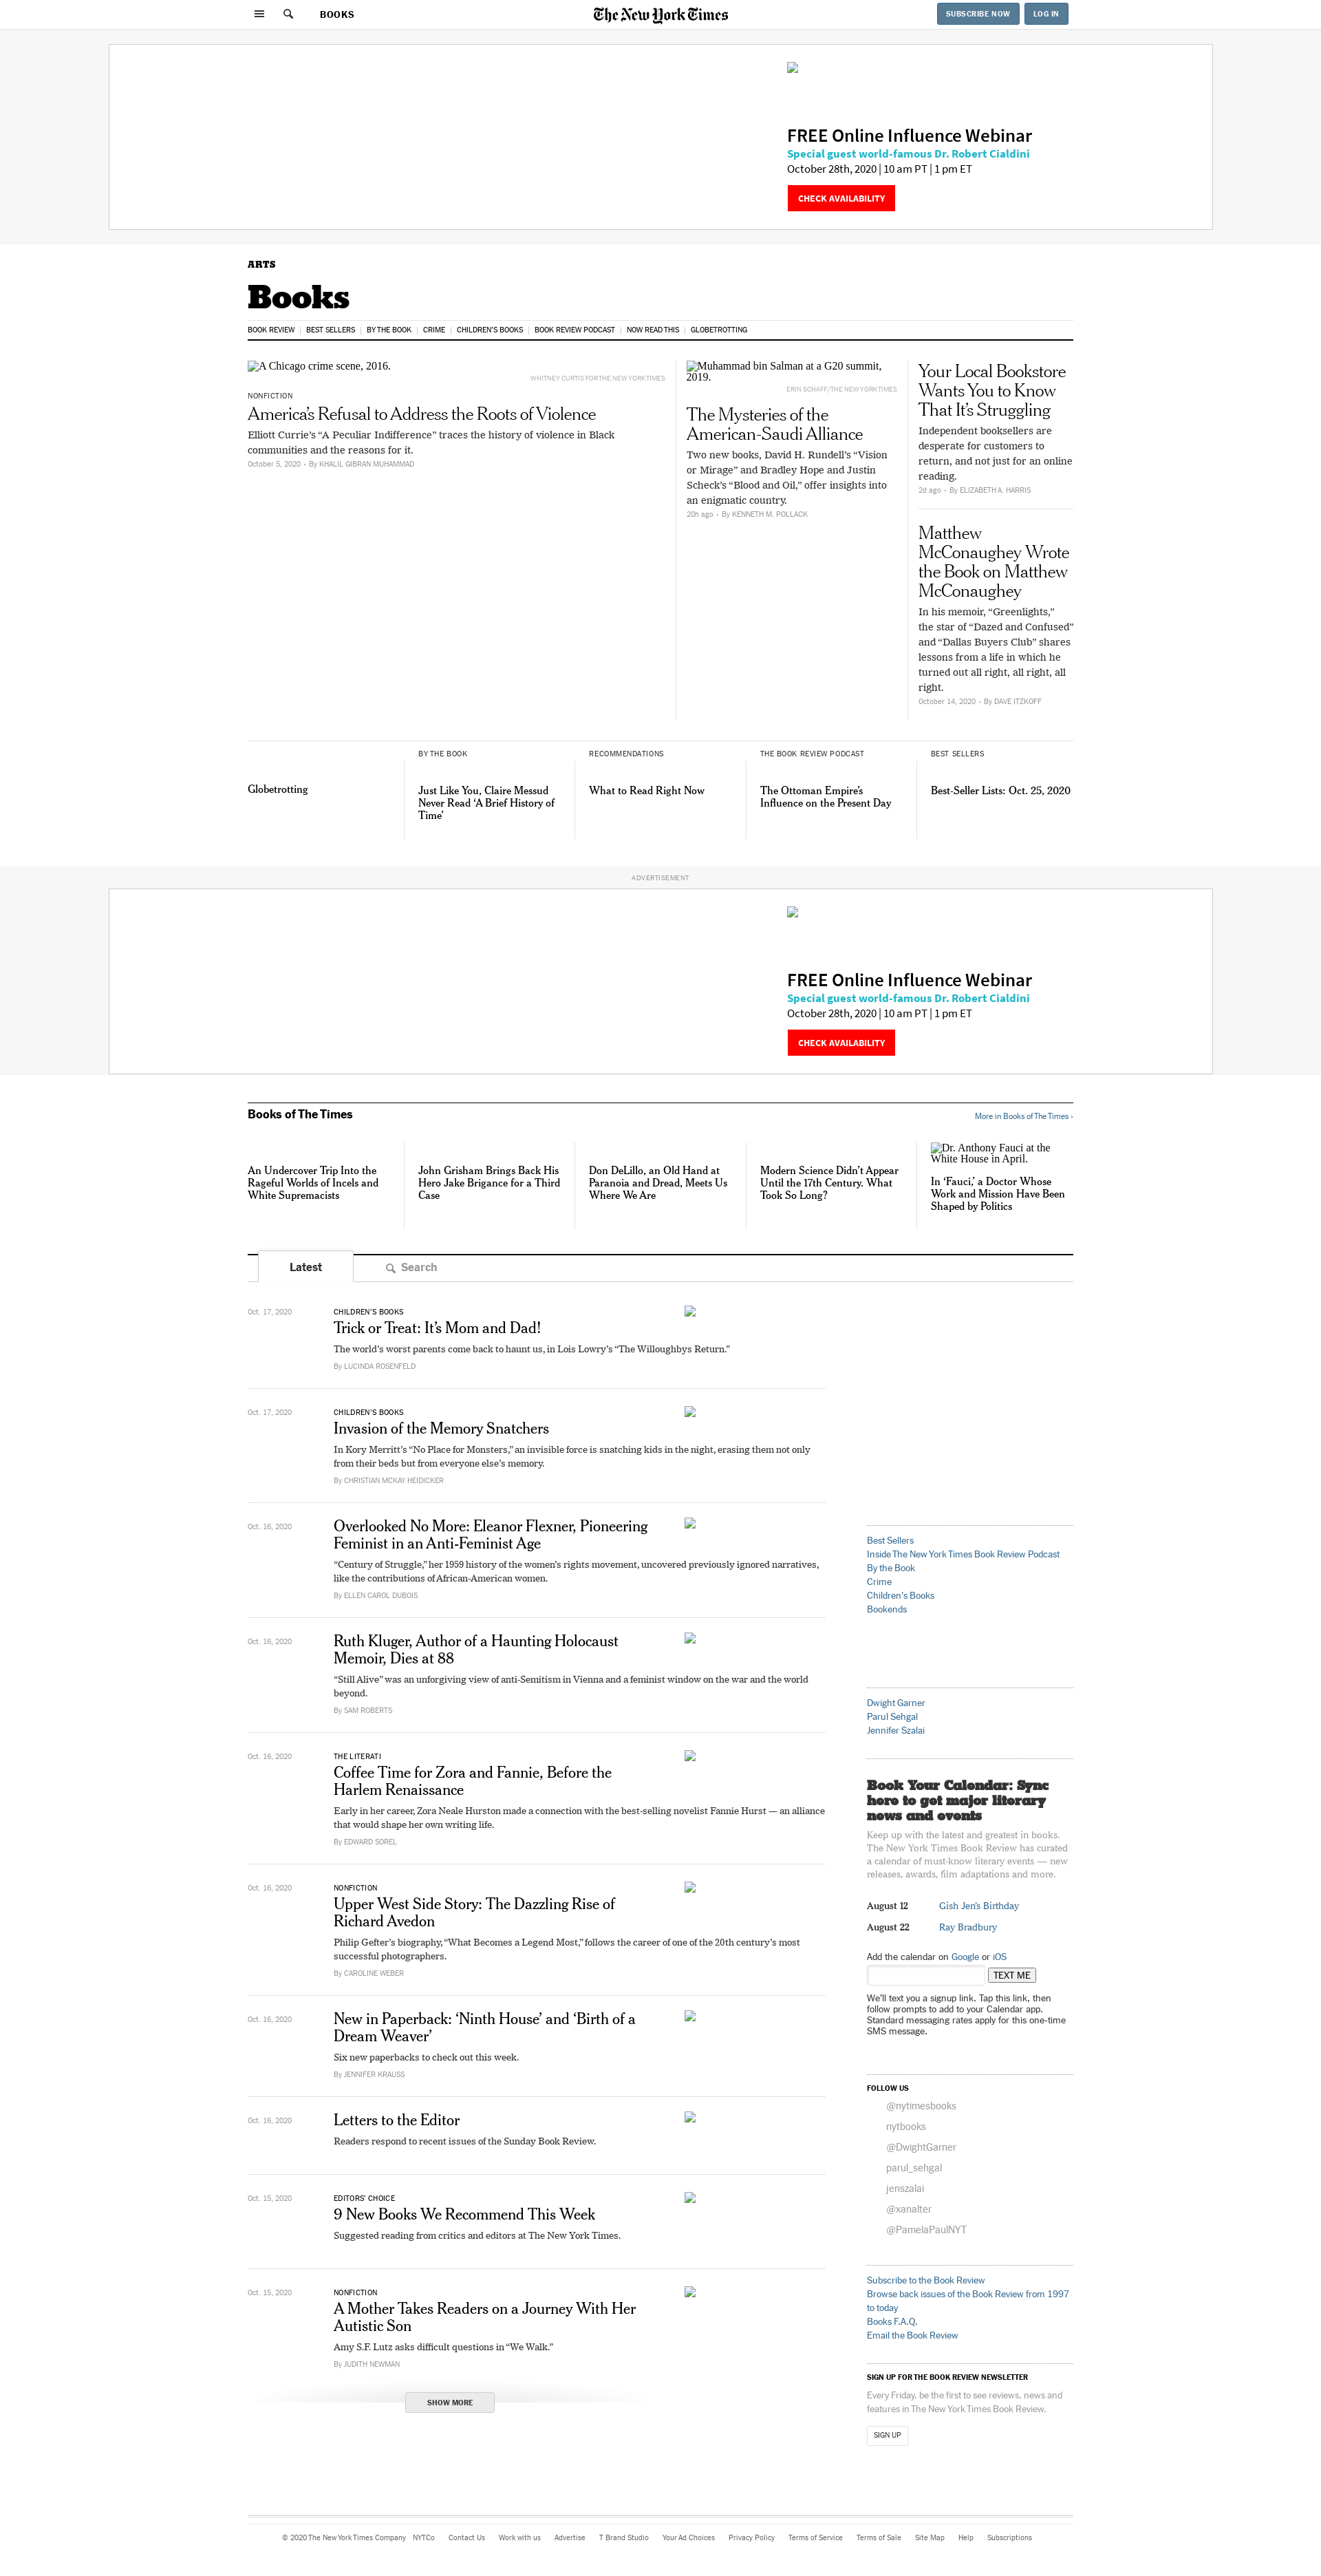 BOOKS
The New York Times
SUBSCRIBE NOW
LOG IN
FREE Online Influence Webinar
Special guest world-famous Dr. Robert Cialdini
October 28th, 2020 | 10 am PT | 1 pm ET
CHECK AVAILABILITY
ARTS
Books
BOOK REVIEW | BEST SELLERS | BY THE BOOK | CRIME | CHILDREN'S BOOKS | BOOK REVIEW PODCAST | NOW READ THIS | GLOBETROTTING
A Chicago crime scene, 2016.
WHITNEY CURTIS FOR THE NEW YORK TIMES
NONFICTION
America's Refusal to Address the Roots of Violence
Elliott Currie's “A Peculiar Indifference” traces the history of violence in Black
communities and the reasons for it.
October 5, 2020 - By KHALIL GIBRAN MUHAMMAD
Muhammad bin Salman at a G20 summit,
2019.
ERIN SCHAFF/THE NEW YORK TIMES
The Mysteries of the
American-Saudi Alliance
Two new books, David H. Rundell's “Vision
or Mirage” and Bradley Hope and Justin
Scheck's “Blood and Oil,” offer insights into
an enigmatic country.
20h ago - By KENNETH M. POLLACK
Your Local Bookstore
Wants You to Know
That It's Struggling
Independent booksellers are
desperate for customers to
return, and not just for an online
reading.
2d ago - By ELIZABETH A. HARRIS
Matthew
McConaughey Wrote
the Book on Matthew
McConaughey
In his memoir, “Greenlights,”
the star of “Dazed and Confused”
and “Dallas Buyers Club” shares
lessons from a life in which he
turned out all right, all right, all
right.
October 14, 2020 - By DAVE ITZKOFF
Globetrotting
BY THE BOOK
Just Like You, Claire Messud
Never Read ‘A Brief History of
Time’
RECOMMENDATIONS
What to Read Right Now
THE BOOK REVIEW PODCAST
The Ottoman Empire's
Influence on the Present Day
BEST SELLERS
Best-Seller Lists: Oct. 25, 2020
ADVERTISEMENT
FREE Online Influence Webinar
Special guest world-famous Dr. Robert Cialdini
October 28th, 2020 | 10 am PT | 1 pm ET
CHECK AVAILABILITY
Books of The Times
More in Books of The Times ›
An Undercover Trip Into the
Rageful Worlds of Incels and
White Supremacists
John Grisham Brings Back His
Hero Jake Brigance for a Third
Case
Don DeLillo, an Old Hand at
Paranoia and Dread, Meets Us
Where We Are
Modern Science Didn't Appear
Until the 17th Century. What
Took So Long?
Dr. Anthony Fauci at the
White House in April.
In ‘Fauci,’ a Doctor Whose
Work and Mission Have Been
Shaped by Politics
Latest
Search
Oct. 17, 2020
CHILDREN'S BOOKS
Trick or Treat: It's Mom and Dad!
The world's worst parents come back to haunt us, in Lois Lowry's “The Willoughbys Return.”
By LUCINDA ROSENFELD
Oct. 17, 2020
CHILDREN'S BOOKS
Invasion of the Memory Snatchers
In Kory Merritt's “No Place for Monsters,” an invisible force is snatching kids in the night, erasing them not only
from their beds but from everyone else's memory.
By CHRISTIAN MCKAY HEIDICKER
Oct. 16, 2020
Overlooked No More: Eleanor Flexner, Pioneering
Feminist in an Anti-Feminist Age
“Century of Struggle,” her 1959 history of the women's rights movement, uncovered previously ignored narratives,
like the contributions of African-American women.
By ELLEN CAROL DUBOIS
Oct. 16, 2020
Ruth Kluger, Author of a Haunting Holocaust
Memoir, Dies at 88
“Still Alive” was an unforgiving view of anti-Semitism in Vienna and a feminist window on the war and the world
beyond.
By SAM ROBERTS
Oct. 16, 2020
THE LITERATI
Coffee Time for Zora and Fannie, Before the
Harlem Renaissance
Early in her career, Zora Neale Hurston made a connection with the best-selling novelist Fannie Hurst — an alliance
that would shape her own writing life.
By EDWARD SOREL
Oct. 16, 2020
NONFICTION
Upper West Side Story: The Dazzling Rise of
Richard Avedon
Philip Gefter's biography, “What Becomes a Legend Most,” follows the career of one of the 20th century's most
successful photographers.
By CAROLINE WEBER
Oct. 16, 2020
New in Paperback: ‘Ninth House’ and ‘Birth of a
Dream Weaver’
Six new paperbacks to check out this week.
By JENNIFER KRAUSS
Oct. 16, 2020
Letters to the Editor
Readers respond to recent issues of the Sunday Book Review.
Oct. 15, 2020
EDITORS' CHOICE
9 New Books We Recommend This Week
Suggested reading from critics and editors at The New York Times.
Oct. 15, 2020
NONFICTION
A Mother Takes Readers on a Journey With Her
Autistic Son
Amy S.F. Lutz asks difficult questions in “We Walk.”
By JUDITH NEWMAN
SHOW MORE
Best Sellers
Inside The New York Times Book Review Podcast
By the Book
Crime
Children's Books
Bookends
Dwight Garner
Parul Sehgal
Jennifer Szalai
Book Your Calendar: Sync
here to get major literary
news and events
Keep up with the latest and greatest in books.
The New York Times Book Review has curated
a calendar of must-know literary events — new
releases, awards, film adaptations and more.
August 12 Gish Jen's Birthday
August 22 Ray Bradbury
Add the calendar on Google or iOS
TEXT ME
We'll text you a signup link. Tap this link, then
follow prompts to add to your Calendar app.
Standard messaging rates apply for this one-time
SMS message.
FOLLOW US
@nytimesbooks
nytbooks
@DwightGarner
parul_sehgal
jenszalai
@xanalter
@PamelaPaulNYT
Subscribe to the Book Review
Browse back issues of the Book Review from 1997
to today
Books F.A.Q.
Email the Book Review
SIGN UP FOR THE BOOK REVIEW NEWSLETTER
Every Friday, be the first to see reviews, news and
features in The New York Times Book Review.
SIGN UP
© 2020 The New York Times Company NYTCo Contact Us Work with us Advertise T Brand Studio Your Ad Choices Privacy Policy Terms of Service Terms of Sale Site Map Help Subscriptions